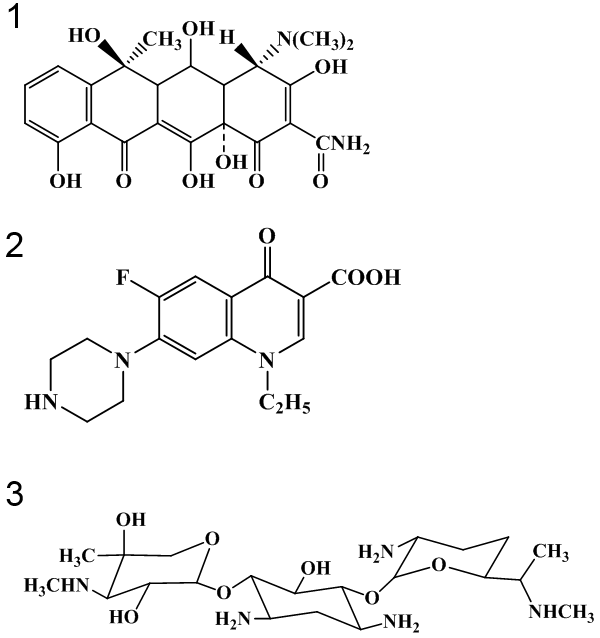 1
HO CH₃ OH H N(CH₃)₂
OH
NH₂
OH O OH OH O O
2
O
F COOH
N N
HN C₂H₅
3
OH
H₃C O
H₃CHN HO O
OH
H₂N NH₂ O
H₂N O CH₃
NHCH₃